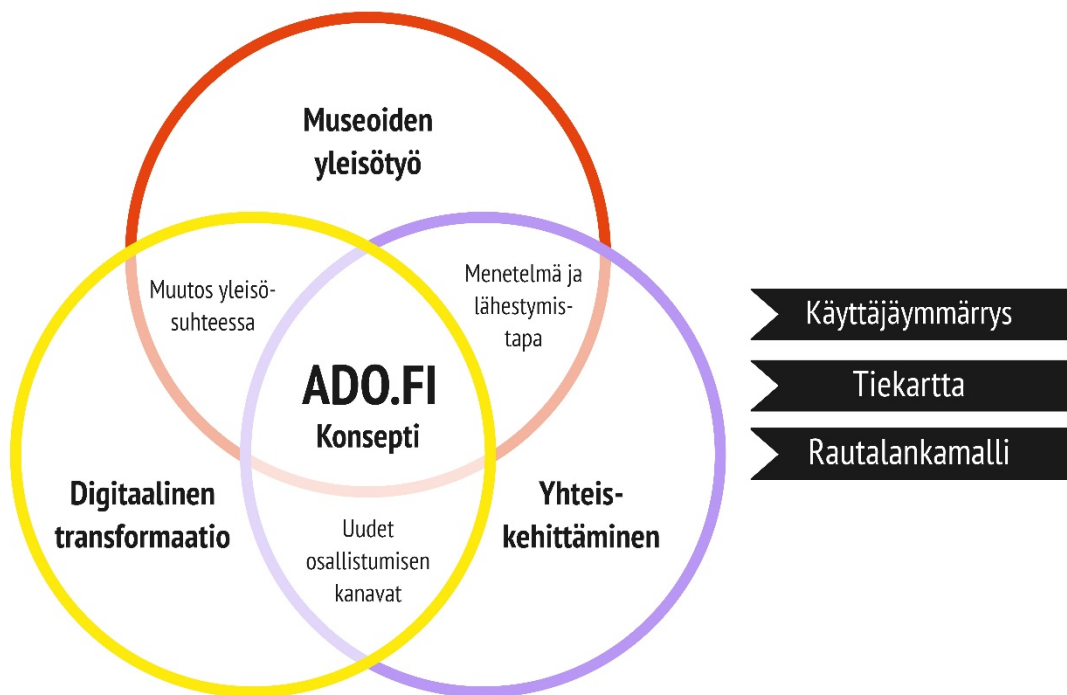 Museoiden
yleisötyö
Muutos yleisö-
suhteessa
Menetelmä ja
lähestymis-
tapa
ADO.FI
Konsepti
Digitaalinen
transformaatio
Uudet
osallistumisen
kanavat
Yhteis-
kehittäminen
Käyttäjäymmärrys
Tiekartta
Rautalankamalli